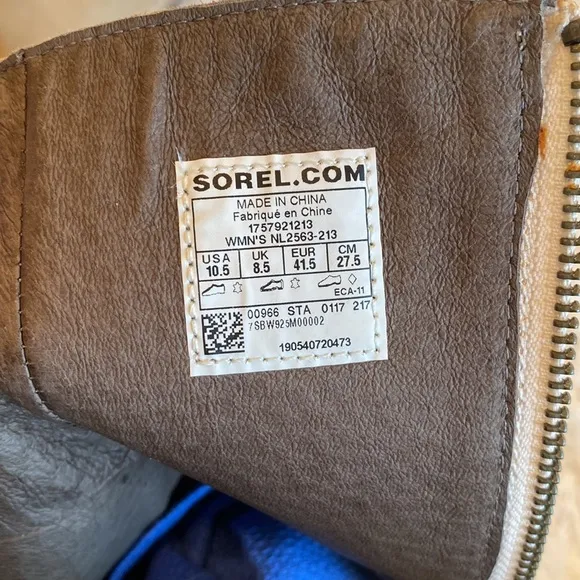 SOREL.COM
MADE IN CHINA
Fabriqué en Chine
1757921213
WMN'S NL2563-213
USA UK EUR CM
10.5 8.5 41.5 27.5
ECA-11
00966 STA 0117 217
7SBW925M00002
190540720473